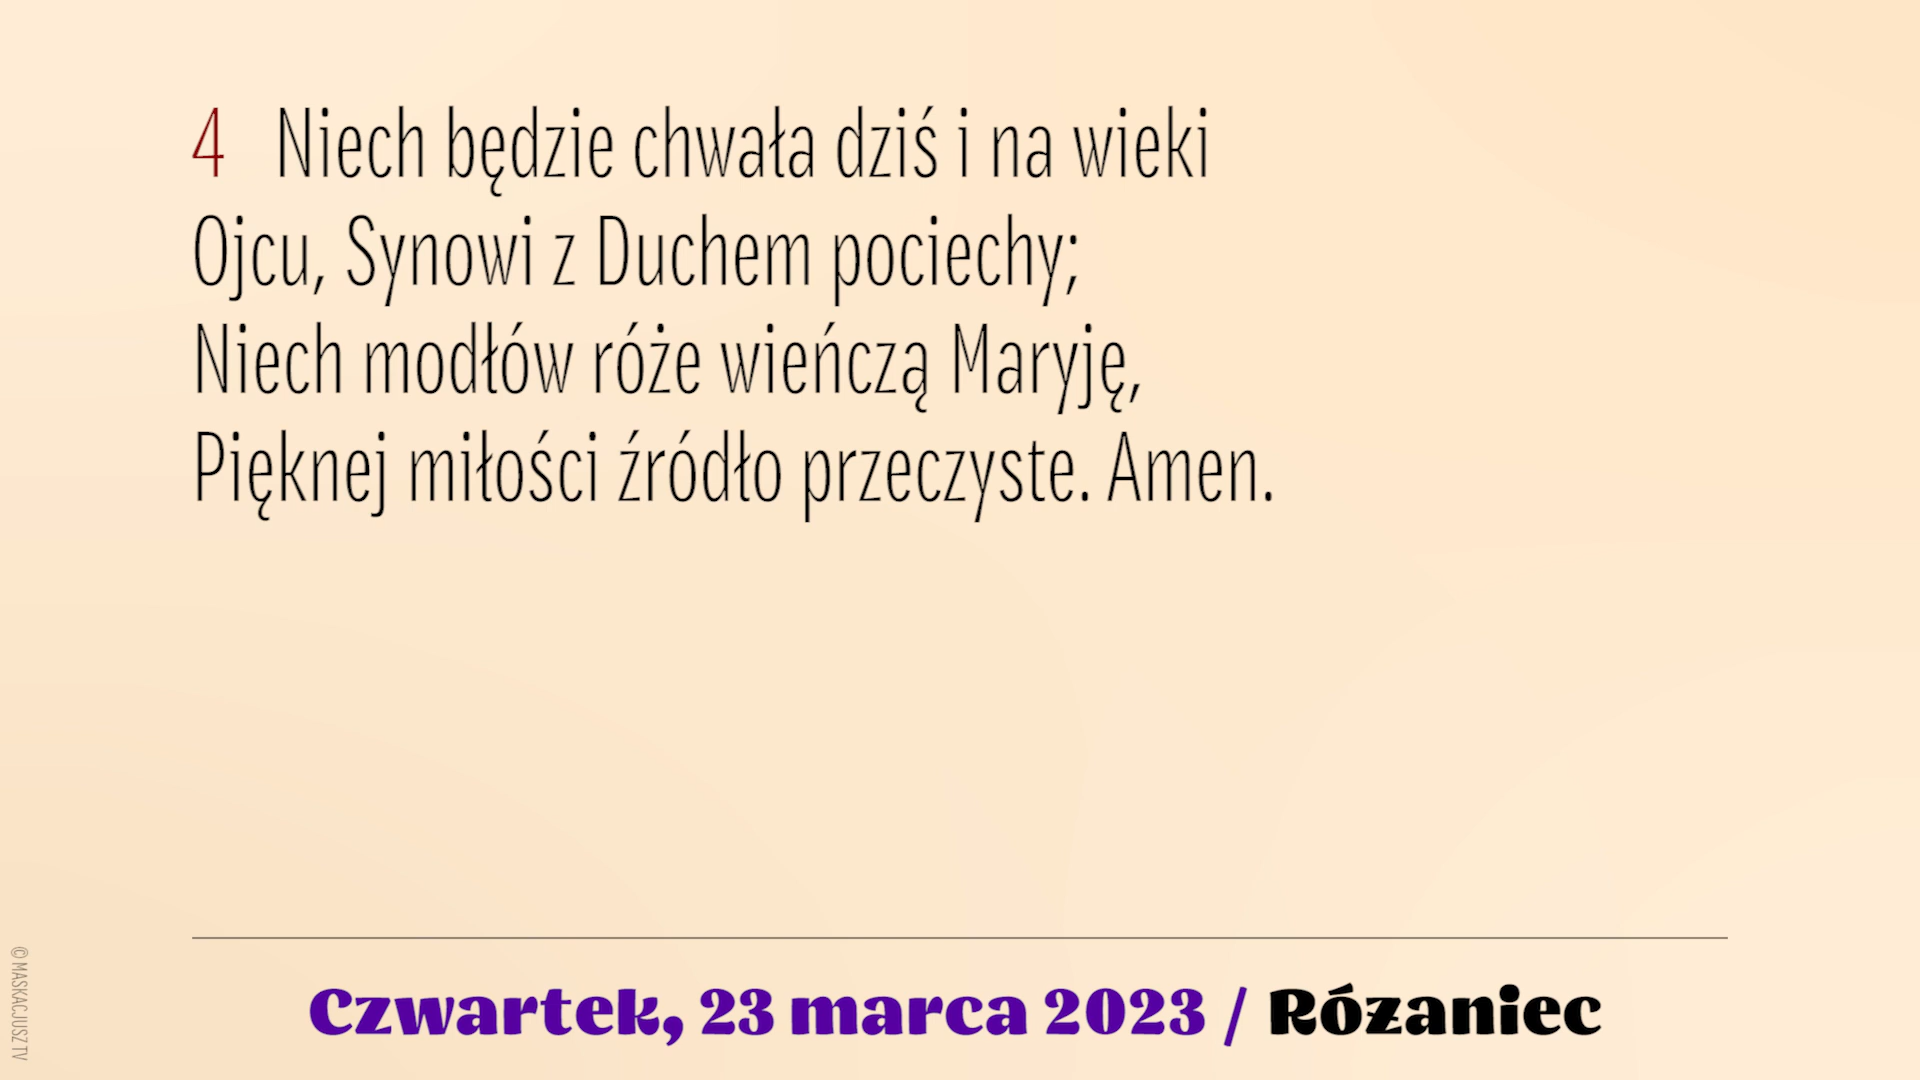 4 Niech będzie chwała dziś i na wieki
Ojcu, Synowi z Duchem pociechy;
Niech modłów róże wieńczą Maryję,
Pięknej miłości źródło przeczyste. Amen.
Czwartek, 23 marca 2023 / Różaniec
© MASKACJUSZ TV